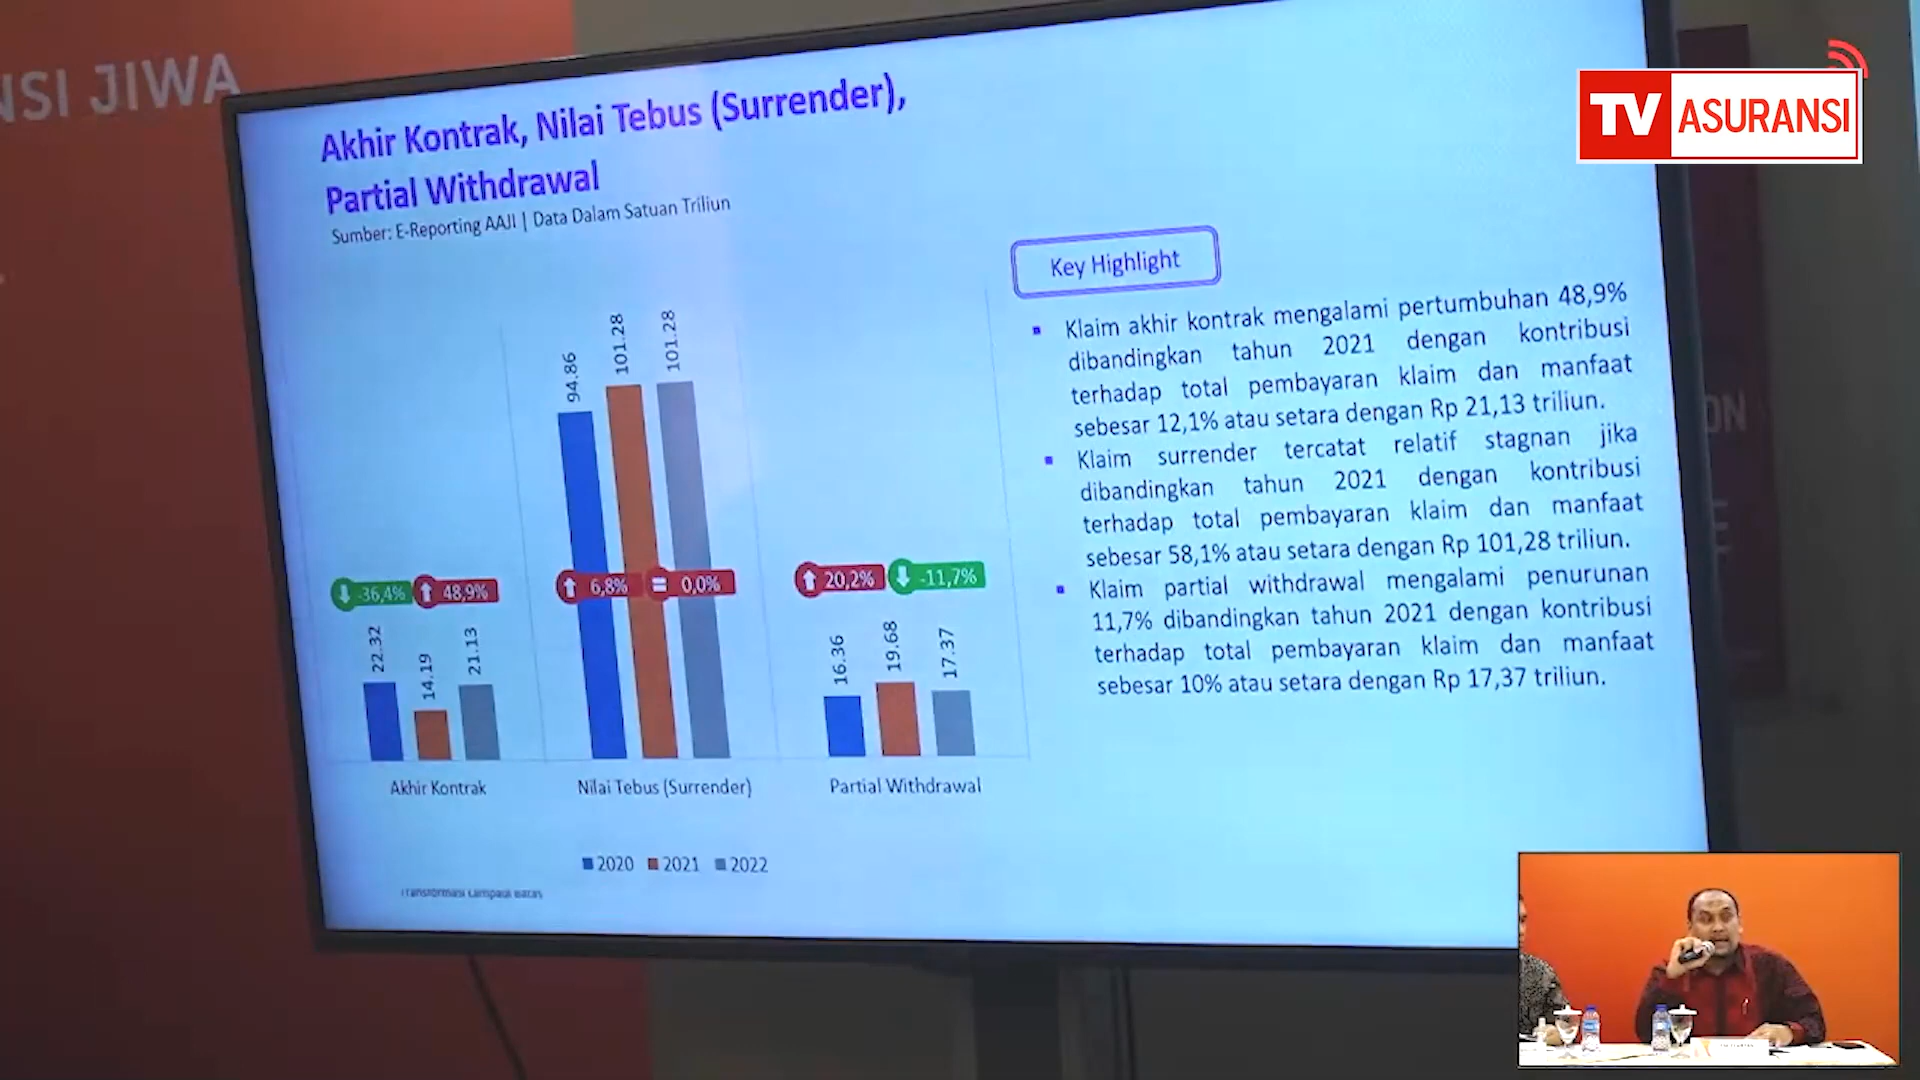 NSI JIWA
TV ASURANSI
Akhir Kontrak, Nilai Tebus (Surrender),
Partial Withdrawal
Sumber: E-Reporting AAJI | Data Dalam Satuan Triliun
Key Highlight
▪ Klaim akhir kontrak mengalami pertumbuhan 48,9%
dibandingkan tahun 2021 dengan kontribusi
terhadap total pembayaran klaim dan manfaat
sebesar 12,1% atau setara dengan Rp 21,13 triliun.
▪ Klaim surrender tercatat relatif stagnan jika
dibandingkan tahun 2021 dengan kontribusi
terhadap total pembayaran klaim dan manfaat
sebesar 58,1% atau setara dengan Rp 101,28 triliun.
▪ Klaim partial withdrawal mengalami penurunan
11,7% dibandingkan tahun 2021 dengan kontribusi
terhadap total pembayaran klaim dan manfaat
sebesar 10% atau setara dengan Rp 17,37 triliun.
94.86 101.28 101.28
-36,4% 48,9% 6,8% 0,0% 20,2% -11,7%
22.32 14.19 21.13 16.36 19.68 17.37
Akhir Kontrak Nilai Tebus (Surrender) Partial Withdrawal
2020 2021 2022
ON